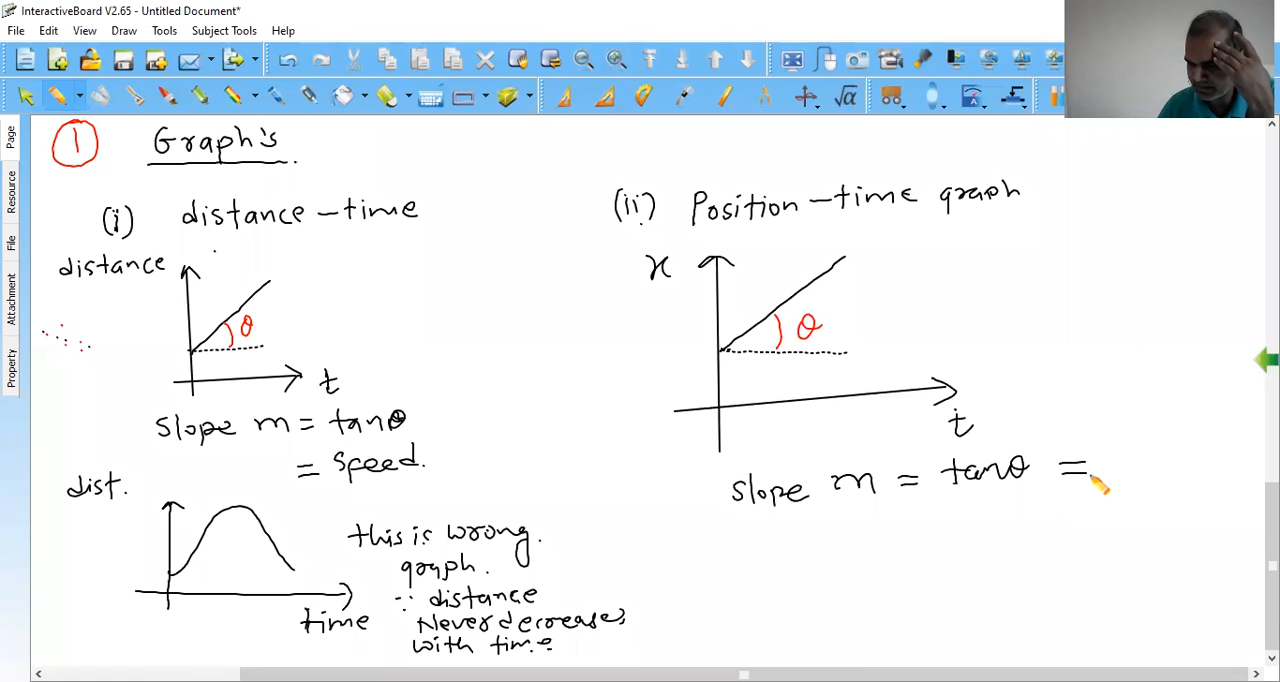 InteractiveBoard V2.65 - Untitled Document*
File Edit View Draw Tools Subject Tools Help
Page
Resource
File
Attachment
Property
1 Graph's
(i) distance-time
distance
θ
t
slope m = tanθ
= speed.
dist.
time
this is wrong.
graph.
∵ distance
Never decreases
with time
(ii) Position-time graph
x
θ
t
slope m = tanθ =